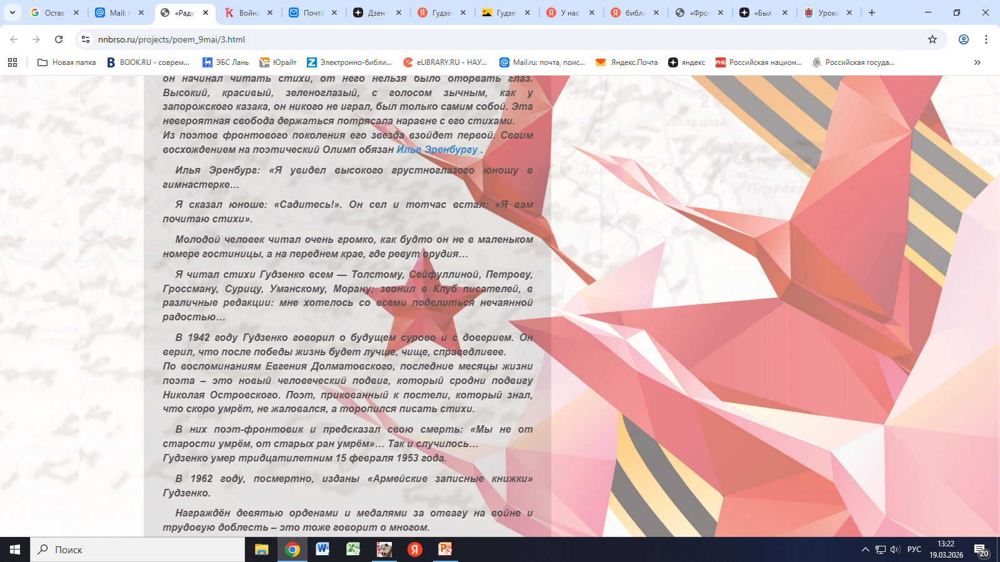 Остав
Mail: г
«Ради
Война
Почта
Дзен
Гудзе
Гудзе
У нас
библи
«Фро
«Был
Уроки
nnbrso.ru/projects/poem_9mai/3.html
Новая папка
BOOK.RU - соврем...
ЭБС Лань
Юрайт
Электронно-библи...
eLIBRARY.RU - НАУ...
Mail.ru: почта, поис...
Яндекс.Почта
яндекс
Российская национ...
Российская госуда...
он начинал читать стихи, от него нельзя было оторвать глаз.
Высокий, красивый, зеленоглазый, с голосом зычным, как у
запорожского казака, он никого не играл, был только самим собой. Эта
невероятная свобода держаться потрясала наравне с его стихами.
Из поэтов фронтового поколения его звезда взойдет первой. Своим
восхождением на поэтический Олимп обязан Илье Эренбургу .
Илья Эренбург: «Я увидел высокого грустноглазого юношу в
гимнастерке…
Я сказал юноше: «Садитесь!». Он сел и тотчас встал: «Я вам
почитаю стихи».
Молодой человек читал очень громко, как будто он не в маленьком
номере гостиницы, а на переднем крае, где ревут орудия…
Я читал стихи Гудзенко всем — Толстому, Сейфуллиной, Петрову,
Гроссману, Сурицу, Уманскому, Морану; звонил в Клуб писателей, в
различные редакции: мне хотелось со всеми поделиться нечаянной
радостью…
В 1942 году Гудзенко говорил о будущем сурово и с доверием. Он
верил, что после победы жизнь будет лучше, чище, справедливее.
По воспоминаниям Евгения Долматовского, последние месяцы жизни
поэта – это новый человеческий подвиг, который сродни подвигу
Николая Островского. Поэт, прикованный к постели, который знал,
что скоро умрёт, не жаловался, а торопился писать стихи.
В них поэт-фронтовик и предсказал свою смерть: «Мы не от
старости умрём, от старых ран умрём»… Так и случилось…
Гудзенко умер тридцатилетним 15 февраля 1953 года.
В 1962 году, посмертно, изданы «Армейские записные книжки»
Гудзенко.
Награждён девятью орденами и медалями за отвагу на войне и
трудовую доблесть – это тоже говорит о многом.
Поиск
РУС
13:22
19.03.2026
20